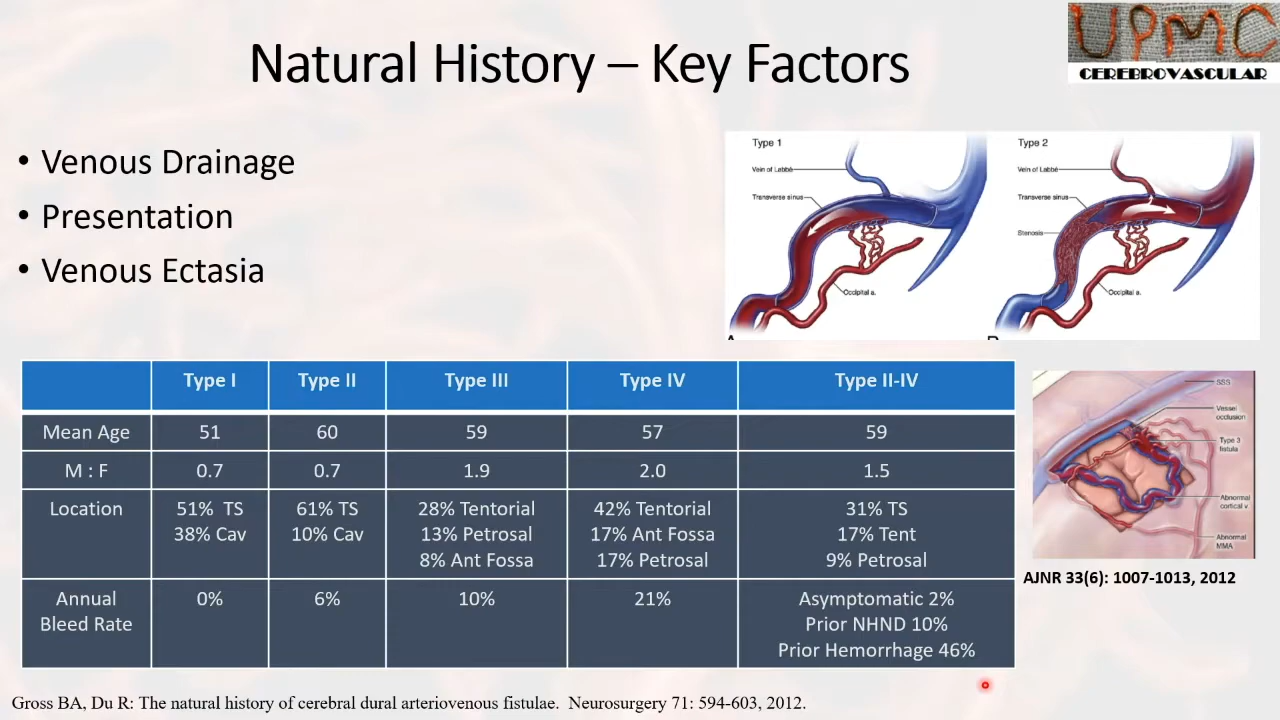 Natural History – Key Factors
UPMC
CEREBROVASCULAR
• Venous Drainage
• Presentation
• Venous Ectasia
Type 1
Vein of Labbé
Transverse sinus
Occipital a.
A
Type 2
Vein of Labbé
Transverse sinus
Stenosis
Occipital a.
B
Type I Type II Type III Type IV Type II-IV
Mean Age 51 60 59 57 59
M : F 0.7 0.7 1.9 2.0 1.5
Location 51% TS 61% TS 28% Tentorial 42% Tentorial 31% TS
38% Cav 10% Cav 13% Petrosal 17% Ant Fossa 17% Tent
8% Ant Fossa 17% Petrosal 9% Petrosal
Annual 0% 6% 10% 21% Asymptomatic 2%
Bleed Rate Prior NHND 10%
Prior Hemorrhage 46%
SSS
Vessel
occlusion
Type 3
fistula
Abnormal
cortical v.
Abnormal
MMA
AJNR 33(6): 1007-1013, 2012
Gross BA, Du R: The natural history of cerebral dural arteriovenous fistulae. Neurosurgery 71: 594-603, 2012.